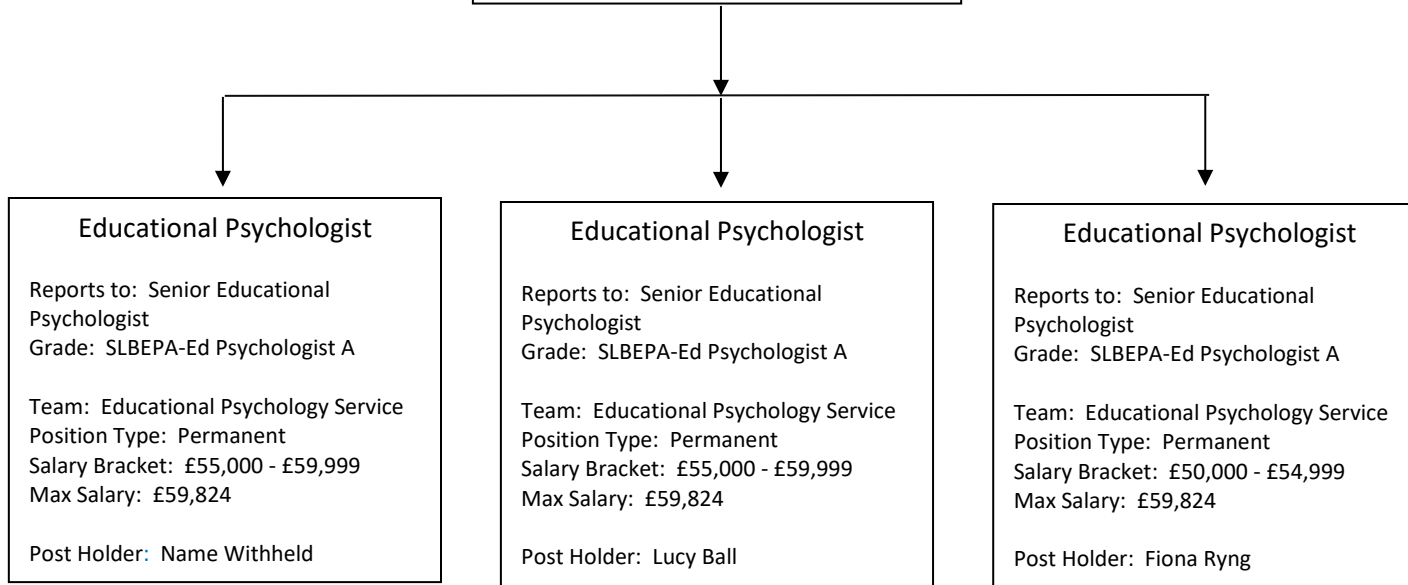 Educational Psychologist
Reports to: Senior Educational
Psychologist
Grade: SLBEPA-Ed Psychologist A
Team: Educational Psychology Service
Position Type: Permanent
Salary Bracket: £55,000 - £59,999
Max Salary: £59,824
Post Holder: Name Withheld
Educational Psychologist
Reports to: Senior Educational
Psychologist
Grade: SLBEPA-Ed Psychologist A
Team: Educational Psychology Service
Position Type: Permanent
Salary Bracket: £55,000 - £59,999
Max Salary: £59,824
Post Holder: Lucy Ball
Educational Psychologist
Reports to: Senior Educational
Psychologist
Grade: SLBEPA-Ed Psychologist A
Team: Educational Psychology Service
Position Type: Permanent
Salary Bracket: £50,000 - £54,999
Max Salary: £59,824
Post Holder: Fiona Ryng